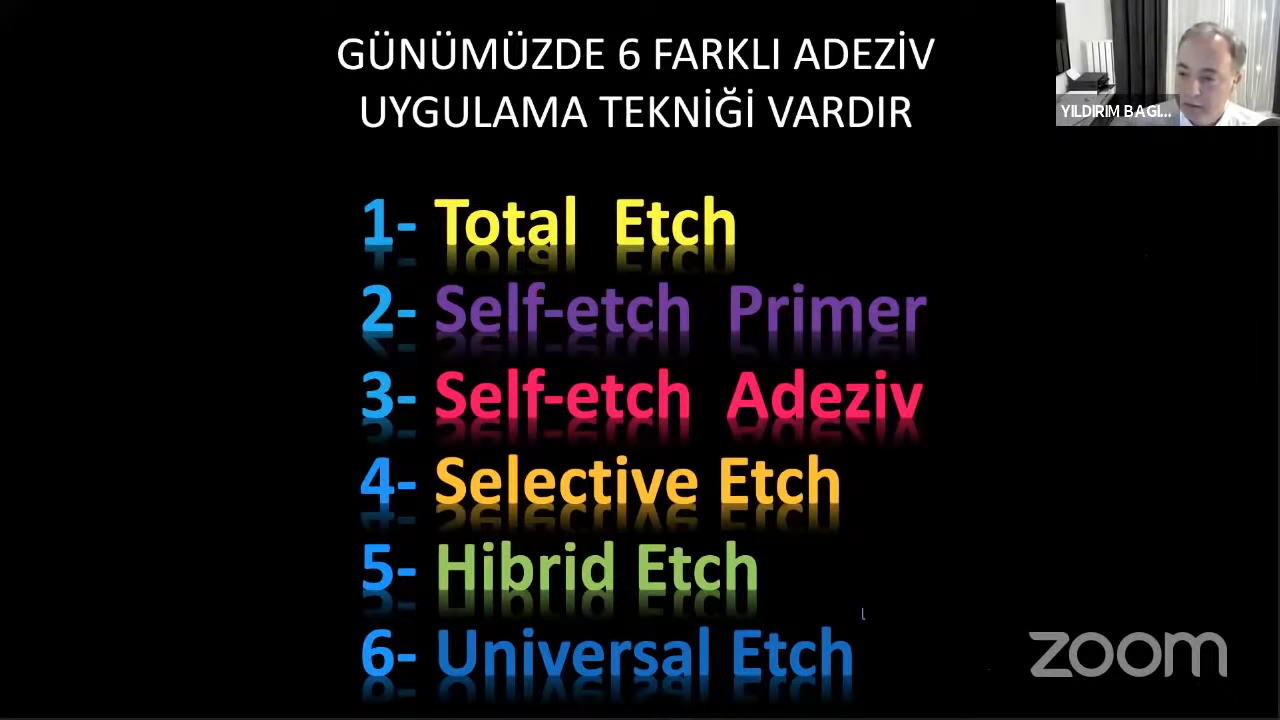 GÜNÜMÜZDE 6 FARKLI ADEZİV
UYGULAMA TEKNİĞİ VARDIR
YILDIRIM BAGI...
1- Total Etch
2- Self-etch Primer
3- Self-etch Adeziv
4- Selective Etch
5- Hibrid Etch
6- Universal Etch
zoom